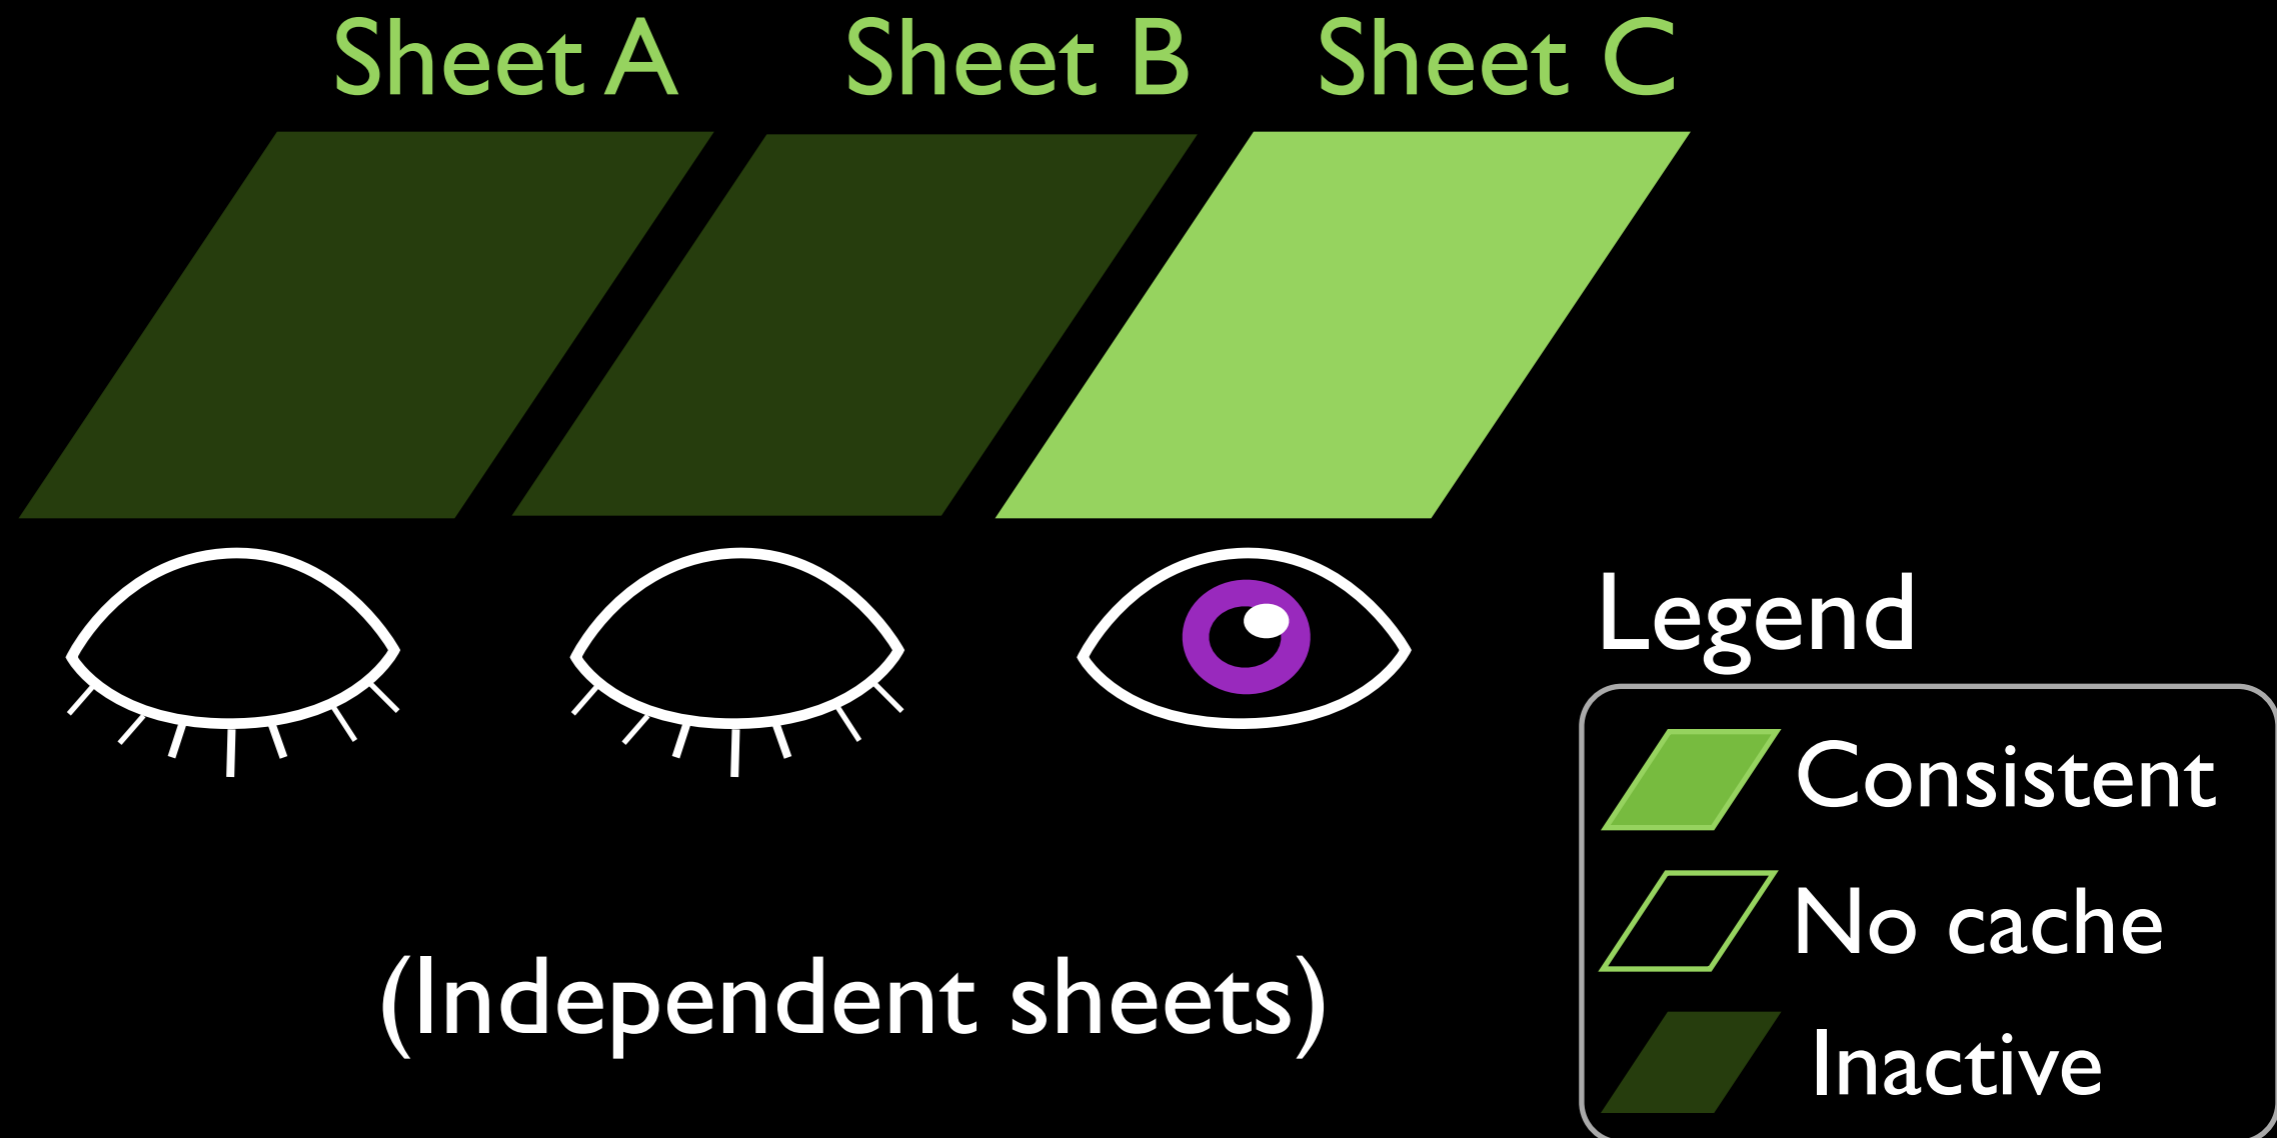 Sheet A
Sheet B
Sheet C
Legend
Consistent
No cache
Inactive
(Independent sheets)